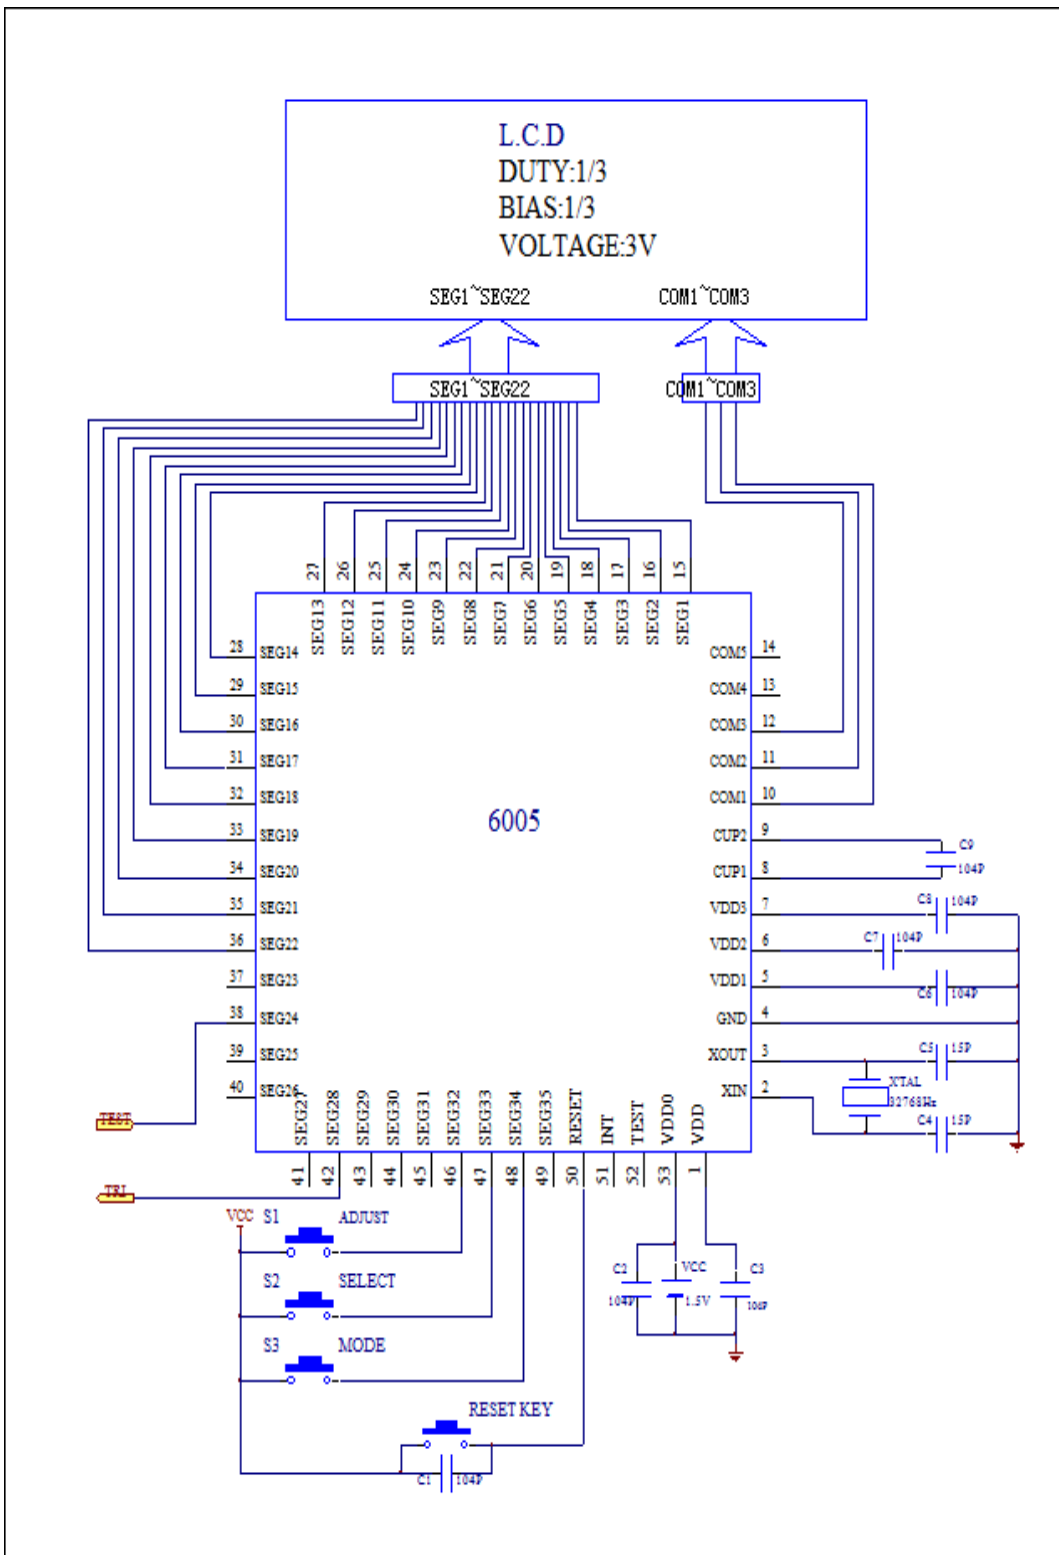 L.C.D
DUTY:1/3
BIAS:1/3
VOLTAGE:3V
SEG1~SEG22 COM1~COM3
SEG1~SEG22 COM1~COM3
27 26 25 24 23 22 21 20 19 18 17 16 15
SEG13 SEG12 SEG11 SEG10 SEG9 SEG8 SEG7 SEG6 SEG5 SEG4 SEG3 SEG2 SEG1
28 SEG14 COM5 14
29 SEG15 COM4 13
30 SEG16 COM3 12
31 SEG17 COM2 11
32 SEG18 COM1 10
6005
33 SEG19 CUP2 9
C9
104P
34 SEG20 CUP1 8
35 SEG21 VDD3 7 C8 104P
36 SEG22 VDD2 6 C7 104P
37 SEG23 VDD1 5 C6 104P
38 SEG24 GND 4
39 SEG25 XOUT 3 C5 15P
X'TAL
32768Hz
40 SEG26 XIN 2 C4 15P
TEST
SEG27 SEG28 SEG29 SEG30 SEG31 SEG32 SEG33 SEG34 SEG35 RESET INT TEST VDD0 VDD
41 42 43 44 45 46 47 48 49 50 51 52 53 1
TRL
VCC S1 ADJUST
S2 SELECT
S3 MODE
C2 VCC C3
104P 1.5V 106P
RESET KEY
C1 104P